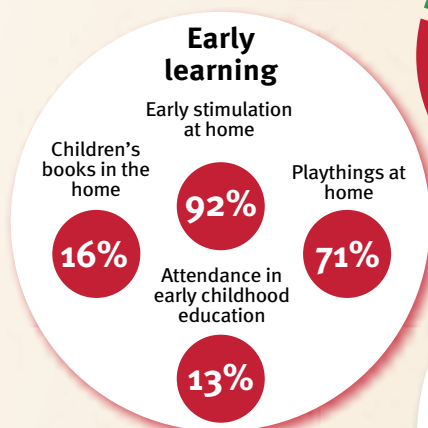 Early
learning
Early stimulation
at home
92%
Children's
books in the
home
16%
Playthings at
home
71%
Attendance in
early childhood
education
13%